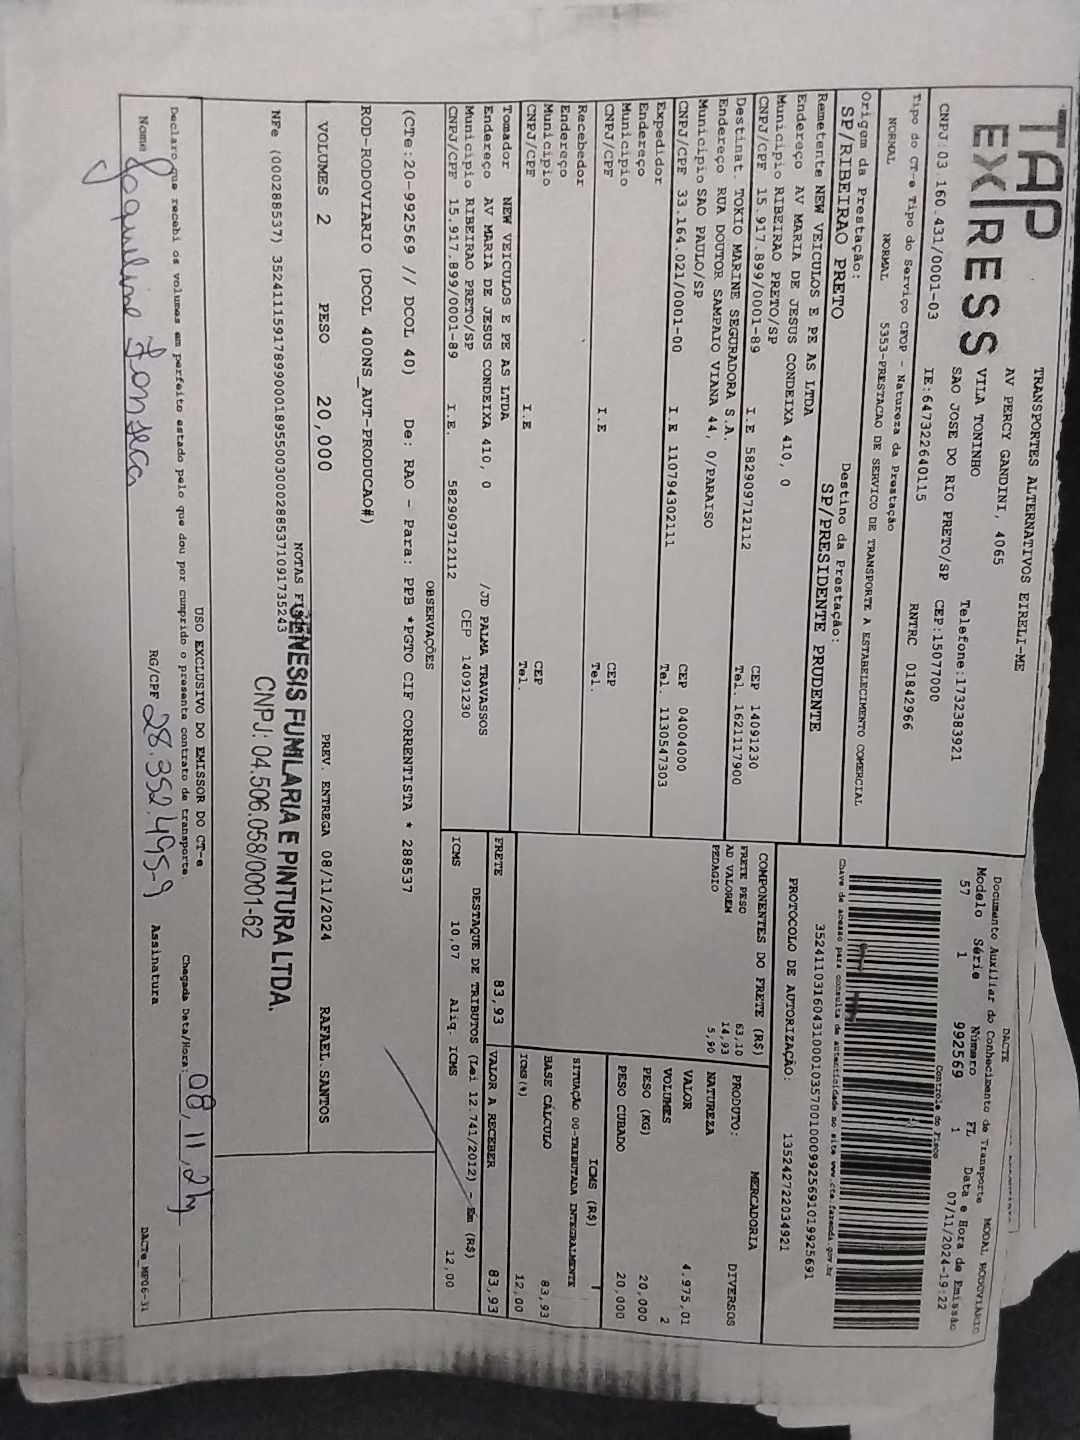 TAP
EXPRESS
TRANSPORTES ALTERNATIVOS EIRELI-ME
AV PERCY GANDINI, 4065
VILA TONINHO
SAO JOSE DO RIO PRETO/SP CEP:15077000
Telefone:1732383921
CNPJ:03 160.431/0001-03 IE:647322640115 RNTRC 01842966
Tipo do CT-e Tipo do Serviço CFOP - Natureza da Prestação
NORMAL NORMAL 5353-PRESTACAO DE SERVICO DE TRANSPORTE A ESTABELECIMENTO COMERCIAL
Origem da Prestação: Destino da Prestação:
SP/RIBEIRAO PRETO SP/PRESIDENTE PRUDENTE
Remetente NEW VEICULOS E PE AS LTDA
Endereço AV MARIA DE JESUS CONDEIXA 410, 0
Município RIBEIRAO PRETO/SP CEP 14091230
CNPJ/CPF 15.917.899/0001-89 I.E 582909712112 Tel. 1621117900
Destinat. TOKIO MARINE SEGURADORA S.A.
Endereço RUA DOUTOR SAMPAIO VIANA 44, 0/PARAISO
Município SAO PAULO/SP CEP 04004000
CNPJ/CPF 33.164.021/0001-00 I.E 110794302111 Tel. 1130547303
Expedidor
Endereço
Município CEP
CNPJ/CPF I.E Tel.
Recebedor
Endereço
Município CEP
CNPJ/CPF I.E Tel.
Tomador NEW VEICULOS E PE AS LTDA
Endereço AV MARIA DE JESUS CONDEIXA 410, 0 /JD PALMA TRAVASSOS
Município RIBEIRAO PRETO/SP CEP 14091230
CNPJ/CPF 15.917.899/0001-89 I.E. 582909712112
DACTE
Documento Auxiliar do Conhecimento de Transporte MODAL RODOVIÁRIO
Modelo Série Número FL Data e Hora de Emissão
57 1 992569 1 07/11/2024-19:22
Controle do Fisco
Chave de acesso para consulta de autenticidade no site www.cte.fazenda.gov.br
35241103160431000103570010009925691019925691
PROTOCOLO DE AUTORIZAÇÃO: 135242722034921
COMPONENTES DO FRETE (R$)
FRETE PESO 63,10
AD VALOREM 14,93
PEDAGIO 5,90
MERCADORIA
PRODUTO: DIVERSOS
NATUREZA
VALOR 4.975,01
VOLUMES 2
PESO (KG) 20,000
PESO CUBADO 20,000
ICMS (R$)
SITUAÇÃO 00-TRIBUTADA INTEGRALMENTE
BASE CÁLCULO 83,93
ICMS(%) 12,00
FRETE 83,93 VALOR A RECEBER 83,93
DESTAQUE DE TRIBUTOS (Lei 12.741/2012) - Em (R$)
ICMS 10,07 Aliq. ICMS 12,00
OBSERVAÇÕES
(CTe:20-992569 // DCOL 40) De: RAO - Para: PPB *PGTO CIF CORRENTISTA * 288537
ROD-RODOVIARIO (DCOL 400NS_AUT-PRODUCAO#)
VOLUMES 2 PESO 20,000 PREV. ENTREGA 08/11/2024 RAFAEL.SANTOS
NOTAS
NFe (000288537)
GENESIS FUNILARIA E PINTURA LTDA.
CNPJ: 04.506.058/0001-62
USO EXCLUSIVO DO EMISSOR DO CT-e
Declaro que recebi os volumes em perfeito estado pelo que dou por cumprido o presente contrato de transporte. Chegada Data/Hora: 08/11/24
Nome Jaqueline Fonseca RG/CPF 28.352.495-9 Assinatura
DACTe_MP06-31